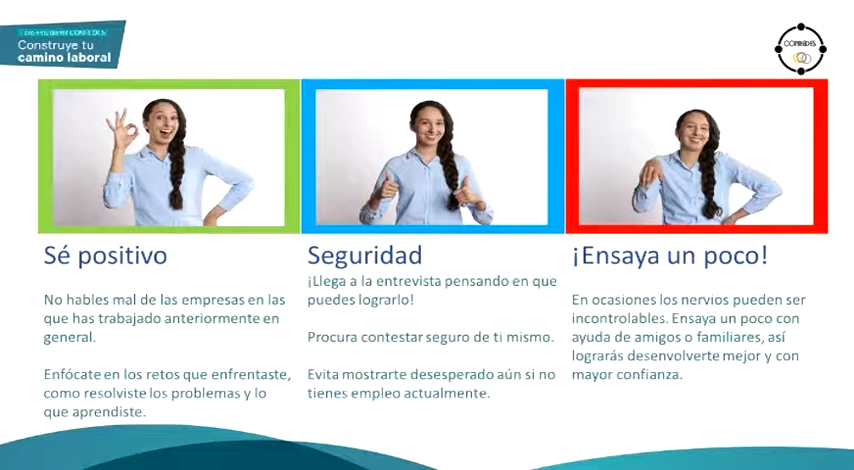 Construye tu
camino laboral
Sé positivo
No hables mal de las empresas en las
que has trabajado anteriormente en
general.
Enfócate en los retos que enfrentaste,
como resolviste los problemas y lo
que aprendiste.
Seguridad
¡Llega a la entrevista pensando en que
puedes lograrlo!
Procura contestar seguro de ti mismo.
Evita mostrarte desesperado aún si no
tienes empleo actualmente.
¡Ensaya un poco!
En ocasiones los nervios pueden ser
incontrolables. Ensaya un poco con
ayuda de amigos o familiares, así
lograrás desenvolverte mejor y con
mayor confianza.